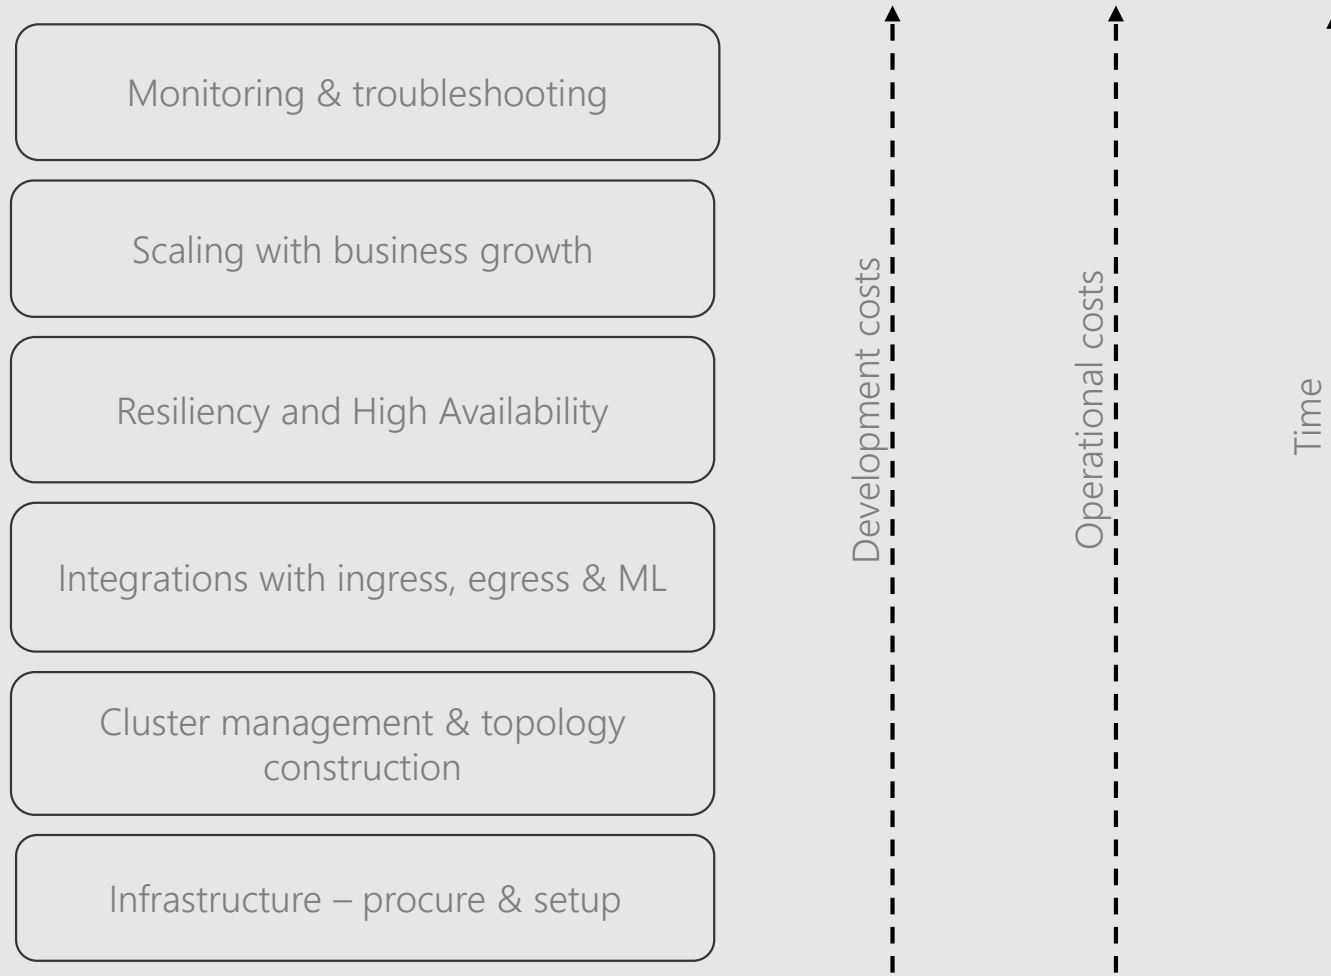 Monitoring & troubleshooting
Scaling with business growth
Resiliency and High Availability
Integrations with ingress, egress & ML
Cluster management & topology
construction
Infrastructure – procure & setup
Development costs
Operational costs
Time